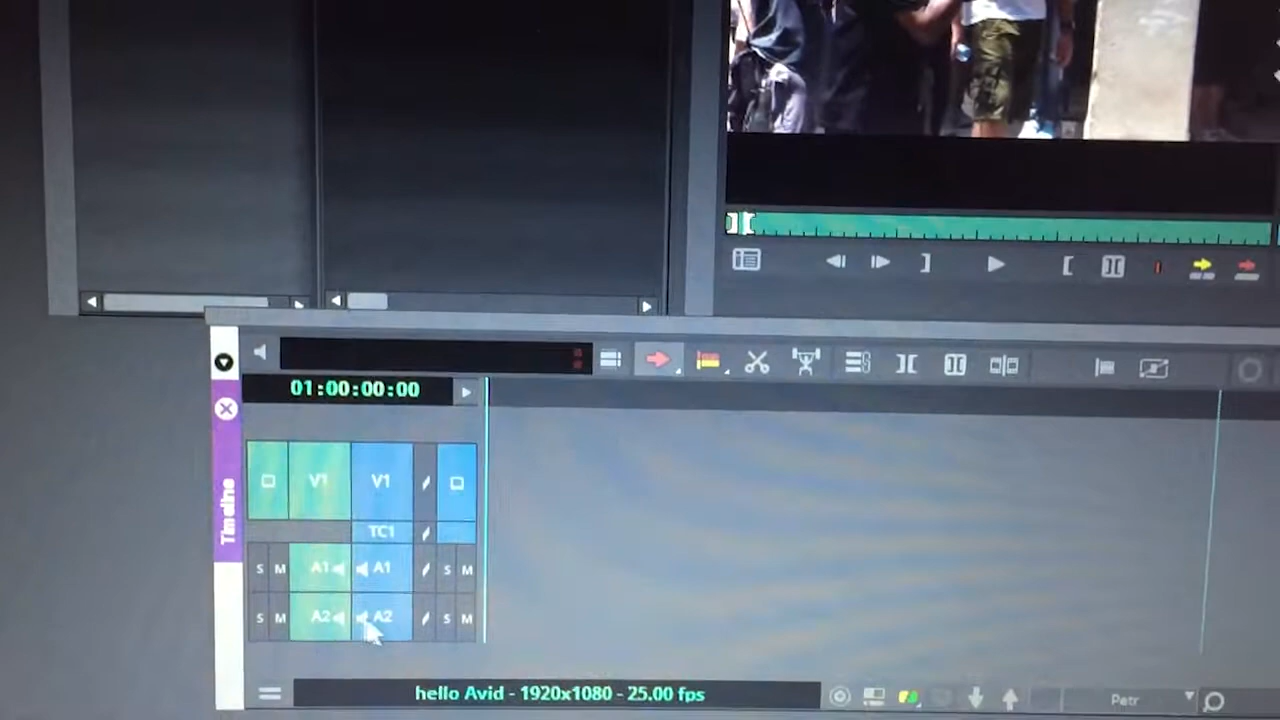 01:00:00:00
V1 V1
TC1
S M A1 A1 S M
S M A2 A2 S M
Timeline
hello Avid - 1920x1080 - 25.00 fps
Petr